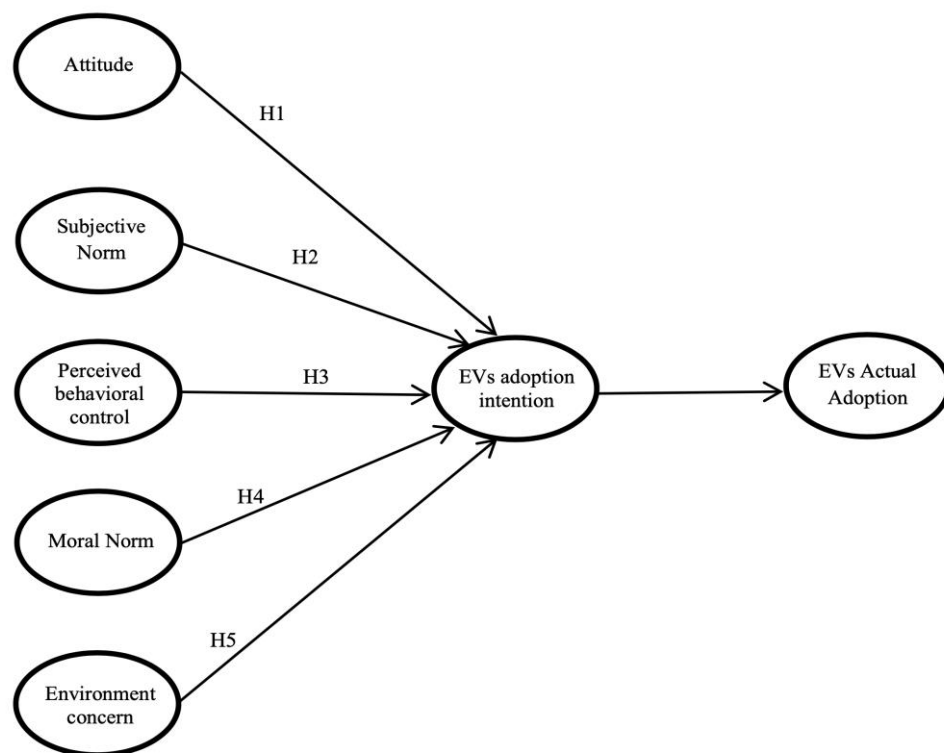 Attitude
H1
Subjective
Norm
H2
Perceived
behavioral
control
H3
EVs adoption
intention
EVs Actual
Adoption
Moral Norm
H4
Environment
concern
H5